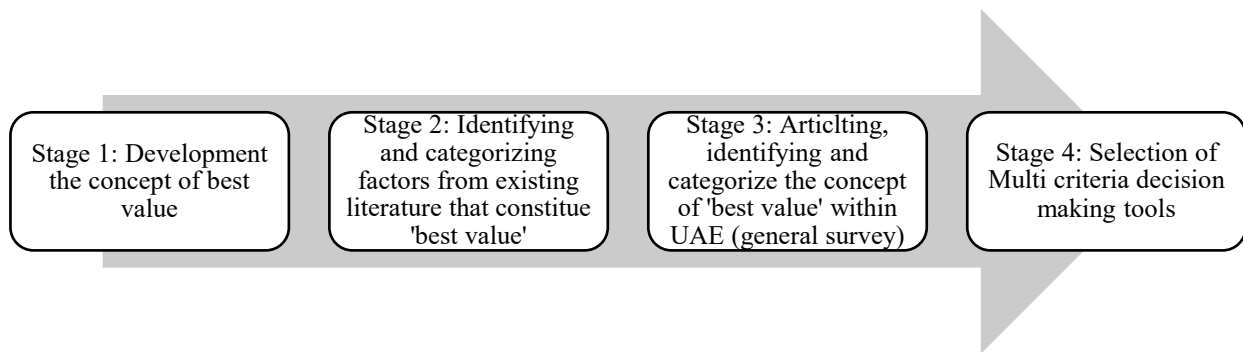 Stage 1: Development
the concept of best
value
Stage 2: Identifying
and categorizing
factors from existing
literature that constitue
'best value'
Stage 3: Articlting,
identifying and
categorize the concept
of 'best value' within
UAE (general survey)
Stage 4: Selection of
Multi criteria decision
making tools